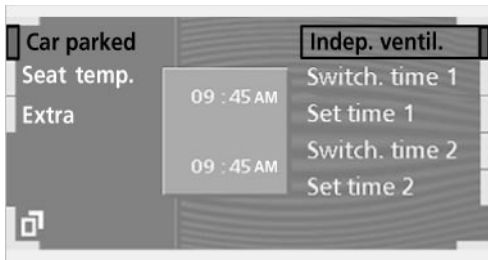 Car parked
Seat temp.
Extra
09 : 45 AM
09 : 45 AM
Indep. ventil.
Switch. time 1
Set time 1
Switch. time 2
Set time 2